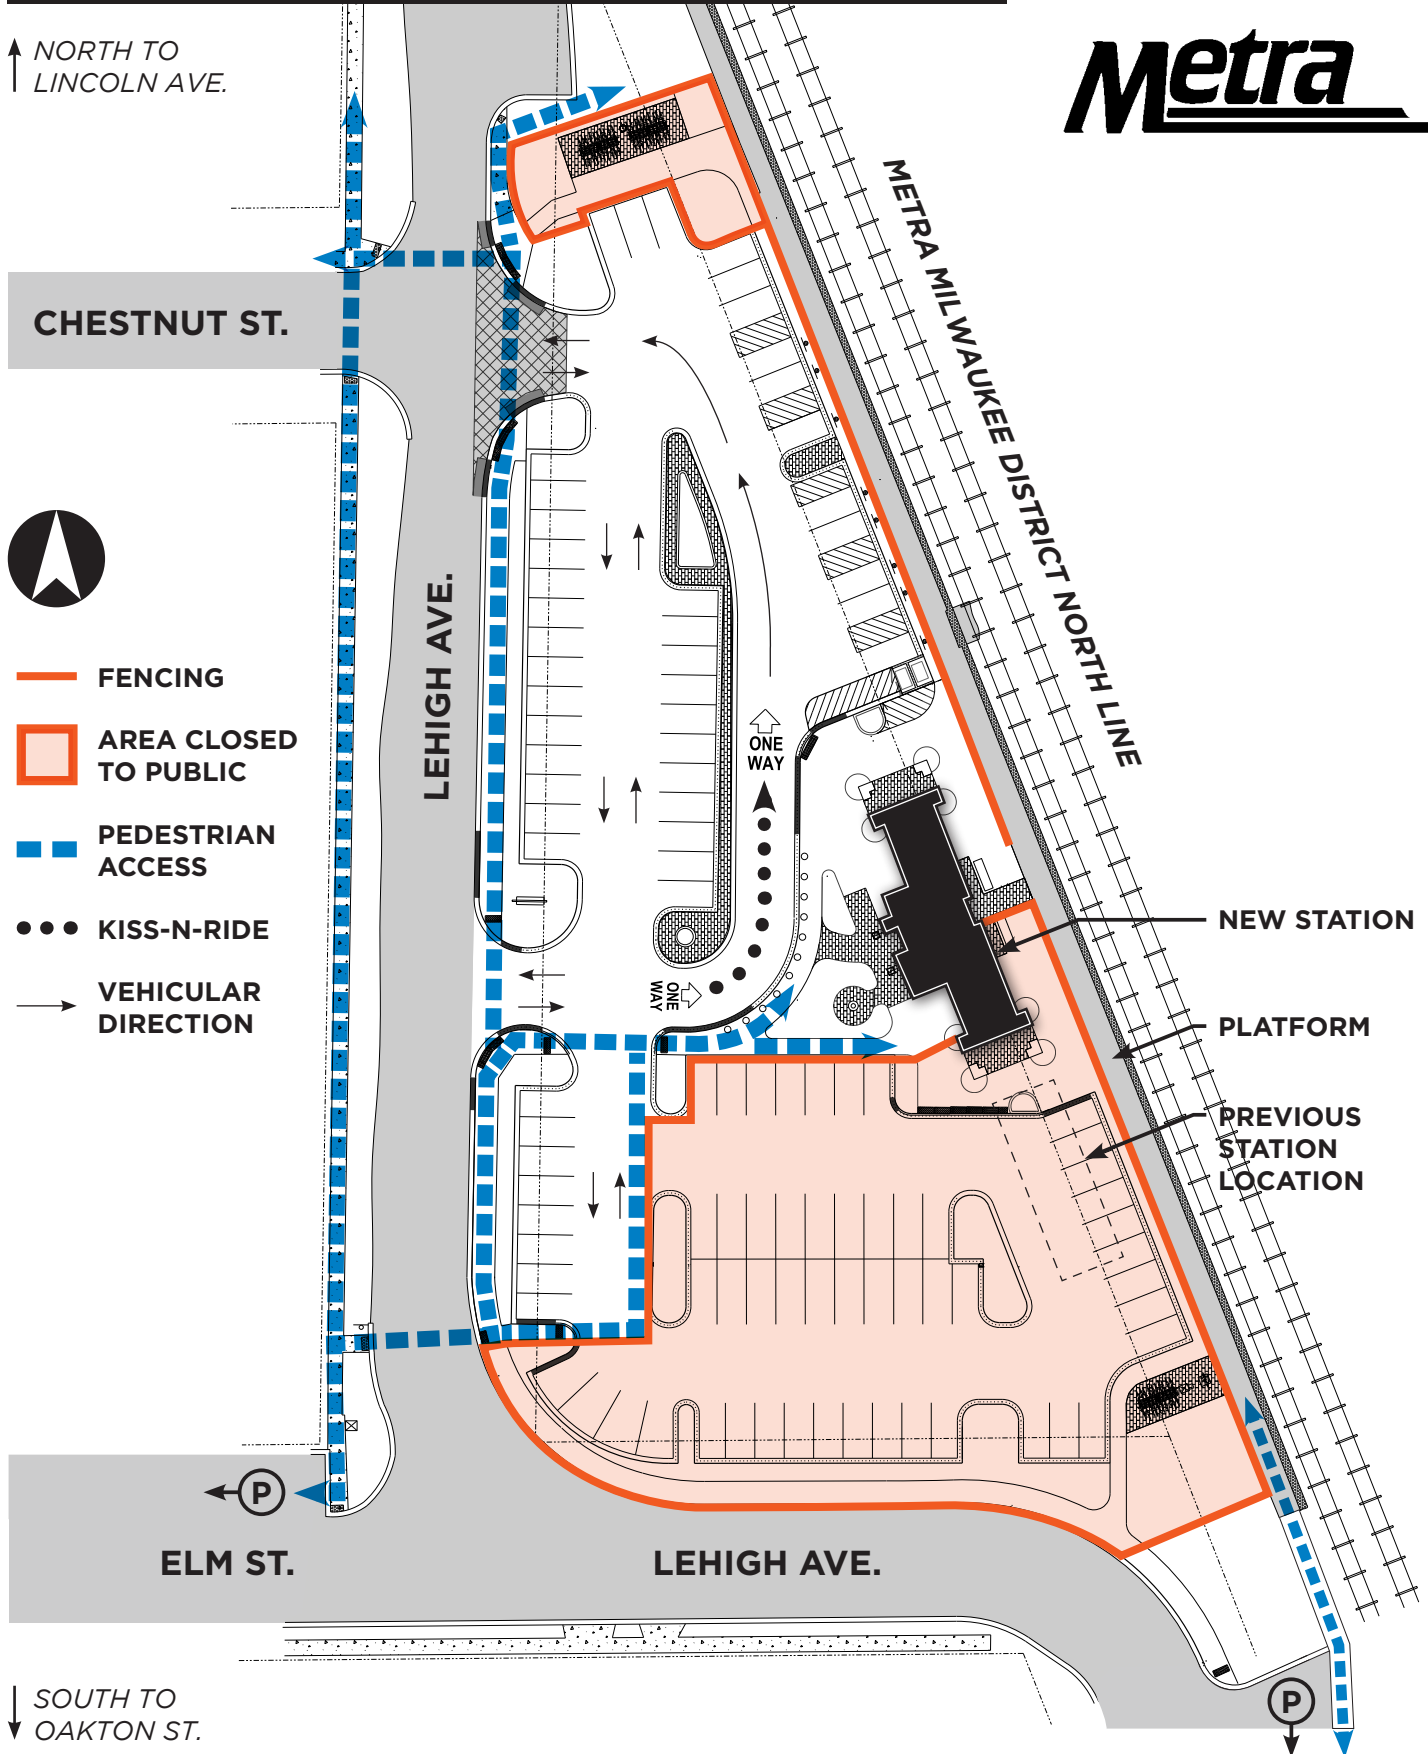 NORTH TO
LINCOLN AVE.
Metra
METRA MILWAUKEE DISTRICT NORTH LINE
CHESTNUT ST.
LEHIGH AVE.
FENCING
AREA CLOSED
TO PUBLIC
PEDESTRIAN
ACCESS
KISS-N-RIDE
VEHICULAR
DIRECTION
ONE
WAY
ONE
WAY
NEW STATION
PLATFORM
PREVIOUS
STATION
LOCATION
P
ELM ST.
LEHIGH AVE.
P
SOUTH TO
OAKTON ST.